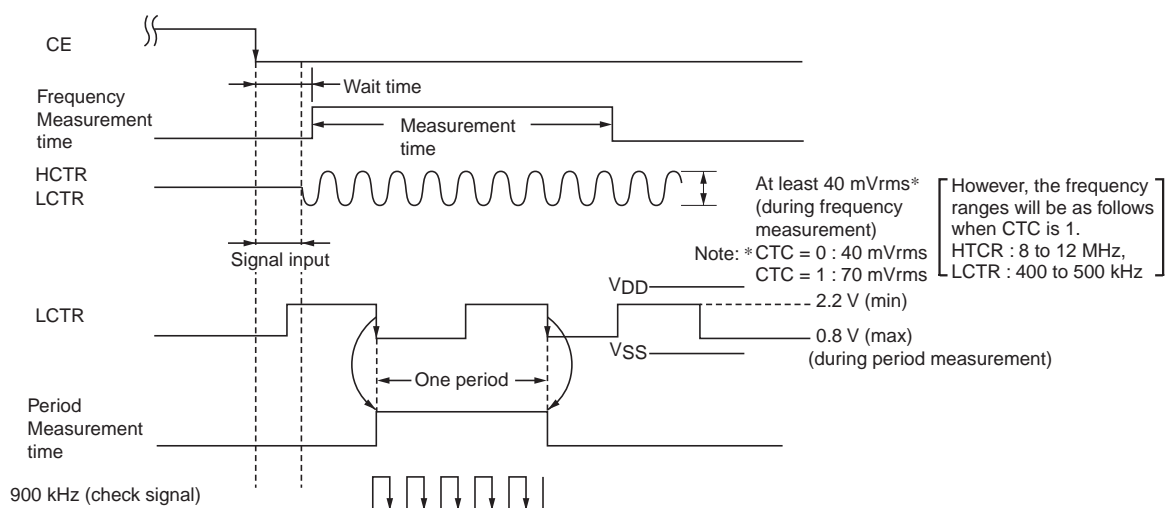 CE
Wait time
Frequency
Measurement
time
Measurement
time
HCTR
LCTR
At least 40 mVrms*
(during frequency
measurement)
Note: *CTC = 0 : 40 mVrms
CTC = 1 : 70 mVrms
However, the frequency
ranges will be as follows
when CTC is 1.
HTCR : 8 to 12 MHz,
LCTR : 400 to 500 kHz
Signal input
VDD
2.2 V (min)
LCTR
0.8 V (max)
(during period measurement)
VSS
One period
Period
Measurement
time
900 kHz (check signal)